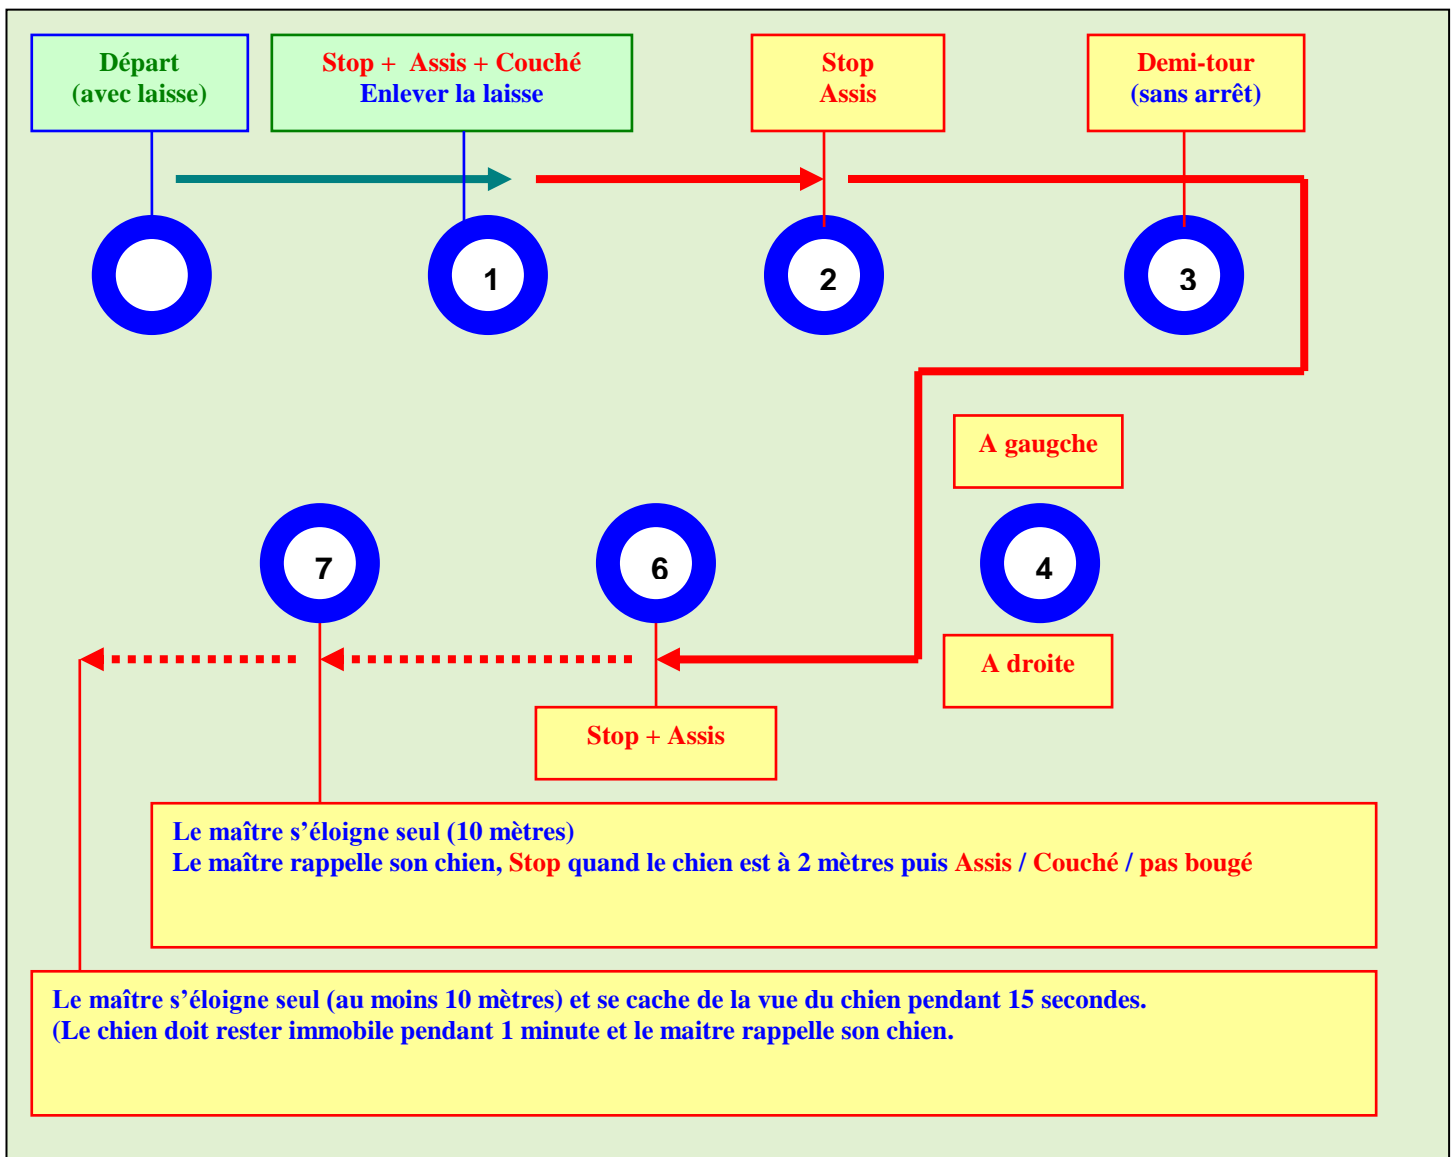 Départ
(avec laisse)
Stop +  Assis + Couché
Enlever la laisse
Stop
Assis
Demi-tour
(sans arrêt)
1
2
3
A gaugche
7
6
4
A droite
Stop + Assis
Le maître s’éloigne seul (10 mètres)
Le maître rappelle son chien, Stop quand le chien est à 2 mètres puis Assis / Couché / pas bougé
Le maître s’éloigne seul (au moins 10 mètres) et se cache de la vue du chien pendant 15 secondes.
(Le chien doit rester immobile pendant 1 minute et le maitre rappelle son chien.